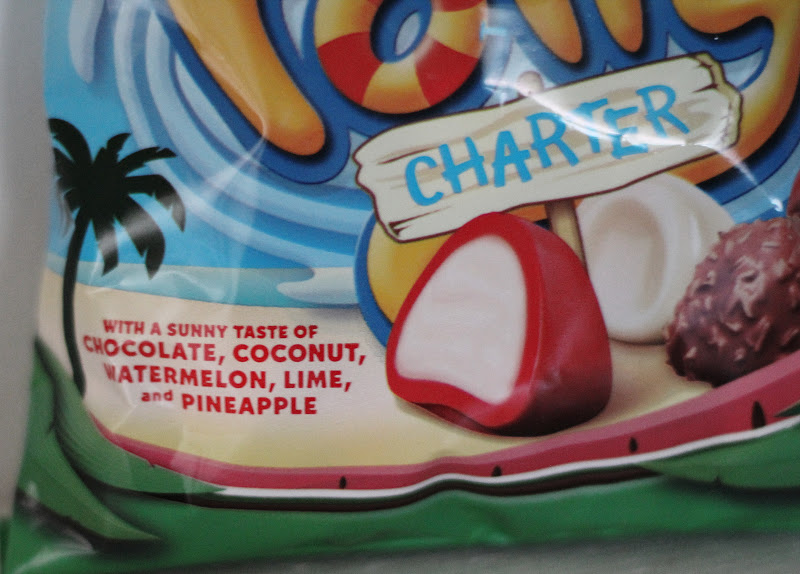 CHARTER
WITH A SUNNY TASTE OF
CHOCOLATE, COCONUT,
WATERMELON, LIME,
and PINEAPPLE